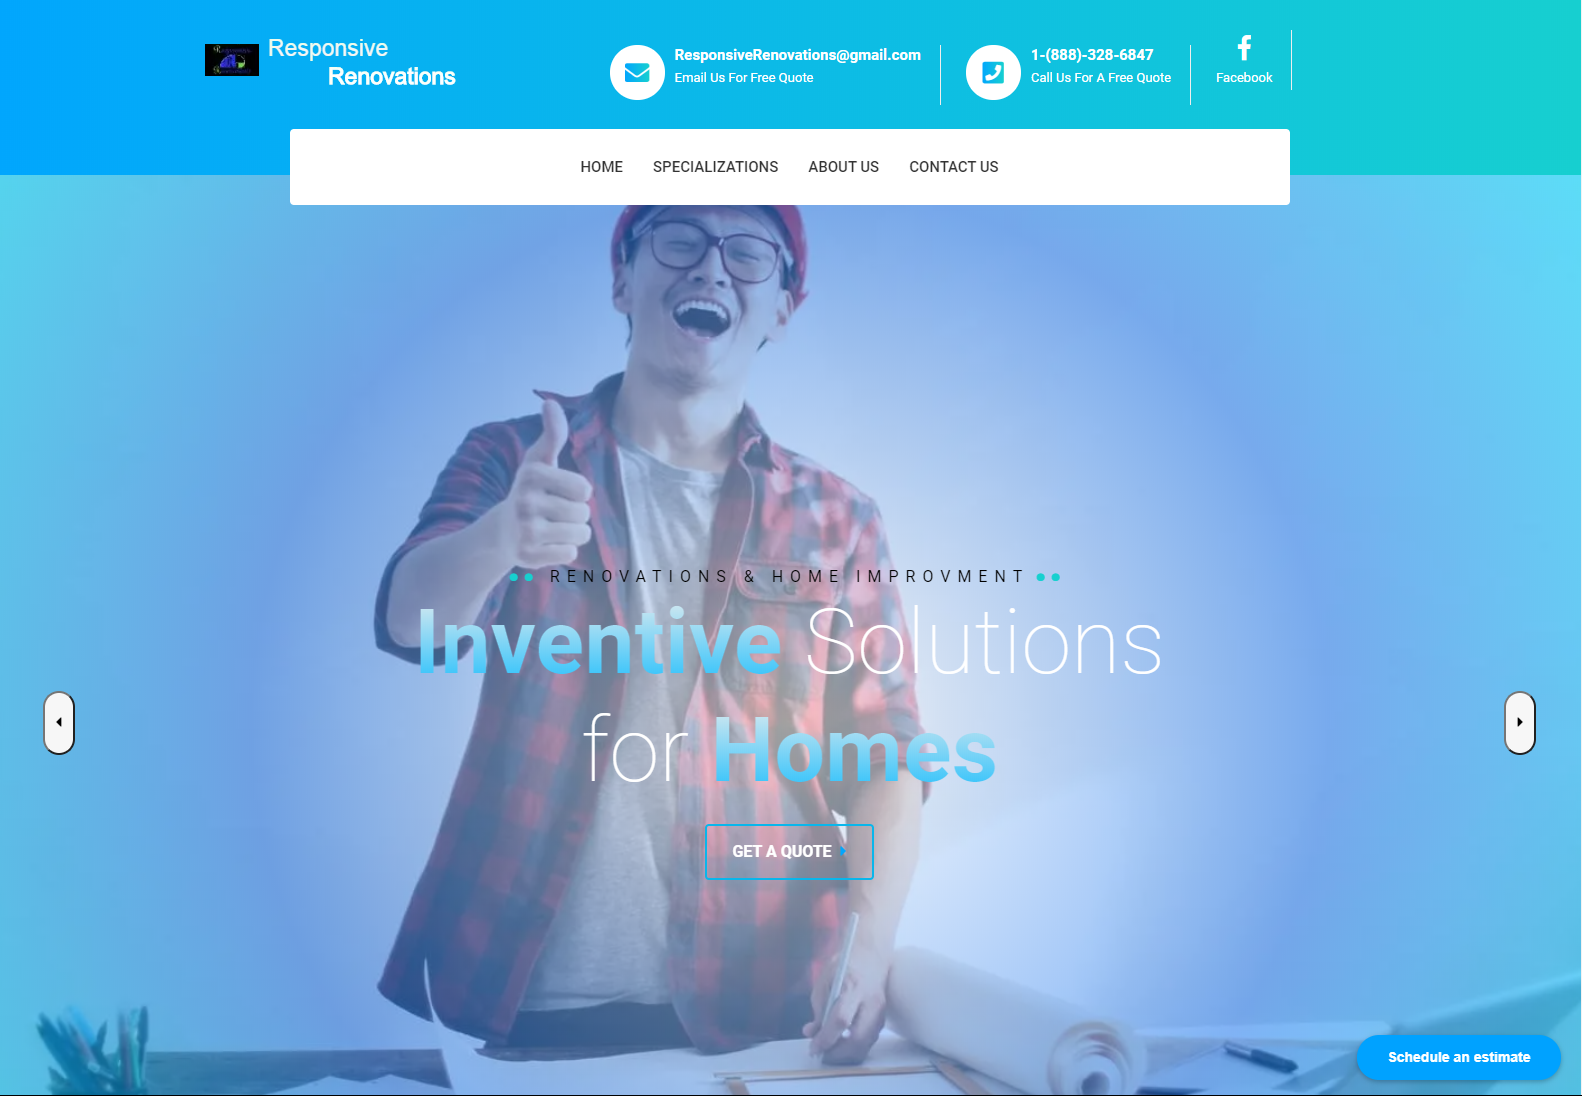 Responsive
Renovations
ResponsiveRenovations@gmail.com
Email Us For Free Quote
1-(888)-328-6847
Call Us For A Free Quote
Facebook
HOME SPECIALIZATIONS ABOUT US CONTACT US
RENOVATIONS & HOME IMPROVMENT
Inventive Solutions
for Homes
GET A QUOTE
Schedule an estimate